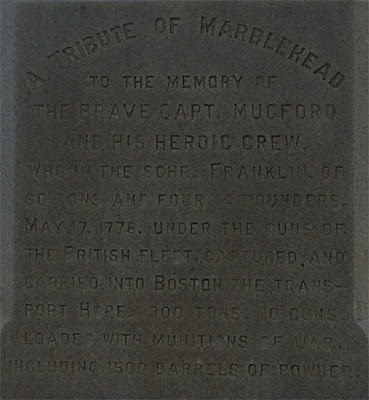 A TRIBUTE OF MARBLEHEAD
TO THE MEMORY OF
THE BRAVE CAPT. MUGFORD
AND HIS HEROIC CREW,
WHO IN THE SCHR. FRANKLIN, OF
60 TONS AND FOUR 4 POUNDERS,
MAY 17, 1776, UNDER THE GUNS OF
THE BRITISH FLEET, CAPTURED, AND
CARRIED INTO BOSTON THE TRANS-
PORT HOPE 300 TONS, 10 GUNS
LOADED WITH MUNITIONS OF WAR,
INCLUDING 1500 BARRELS OF POWDER.